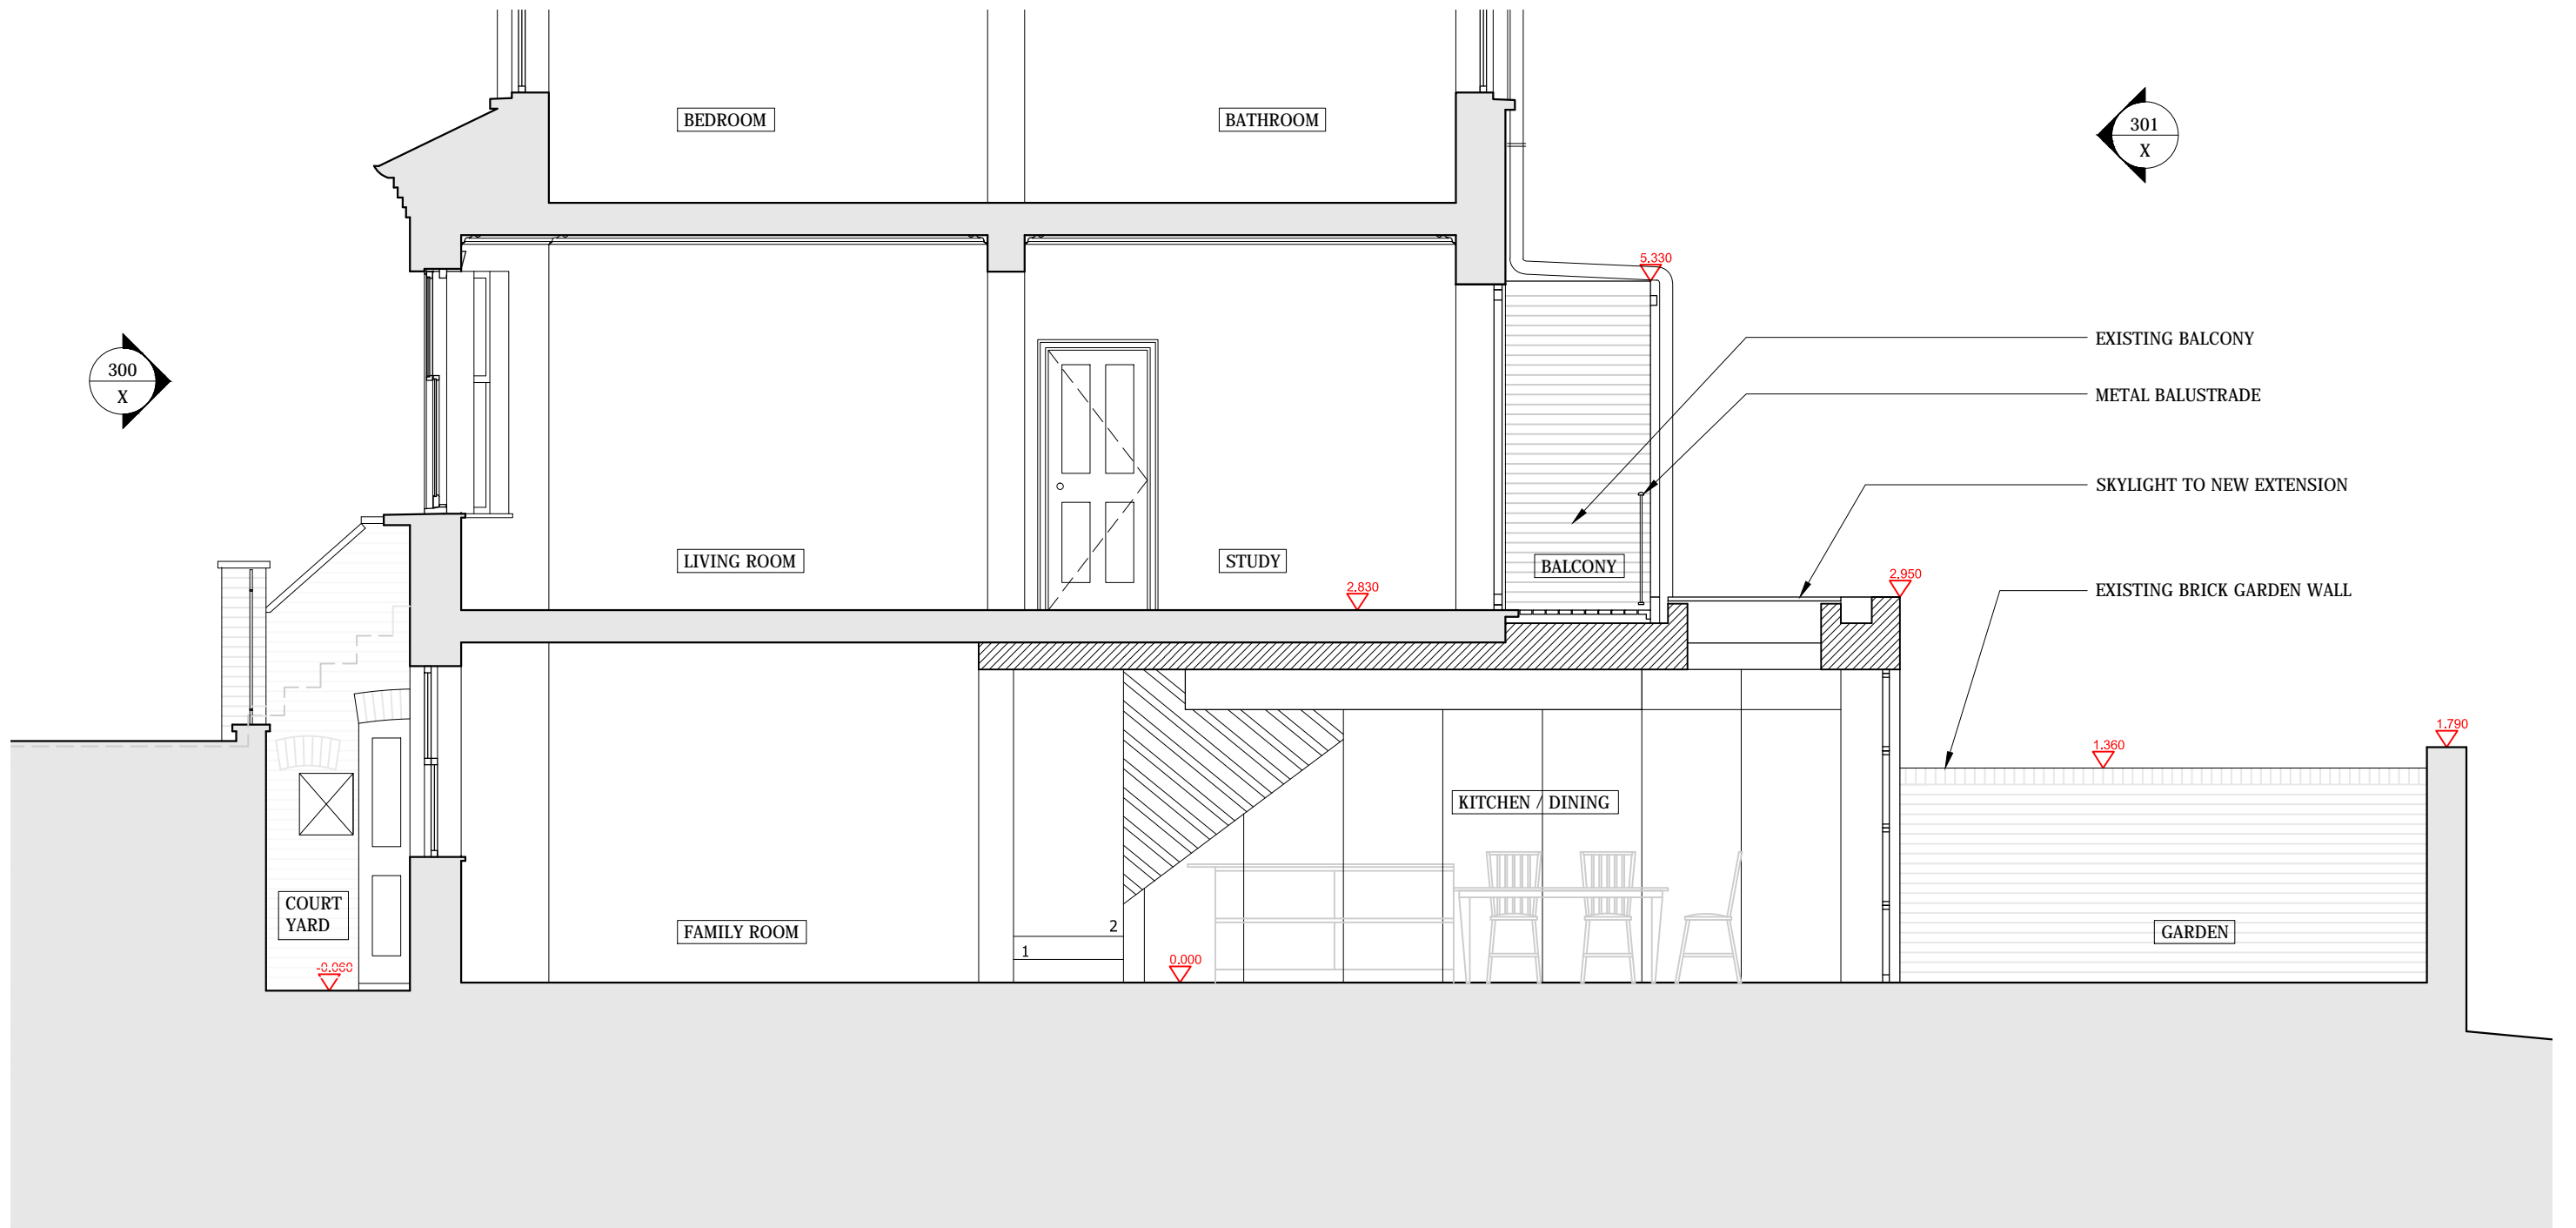 BEDROOM
BATHROOM
301
X
5.330
EXISTING BALCONY
300
X
METAL BALUSTRADE
SKYLIGHT TO NEW EXTENSION
LIVING ROOM
STUDY
BALCONY
2.830
2.950
EXISTING BRICK GARDEN WALL
1.790
1.360
KITCHEN / DINING
COURT
YARD
FAMILY ROOM
2
1
GARDEN
-0.060
0.000